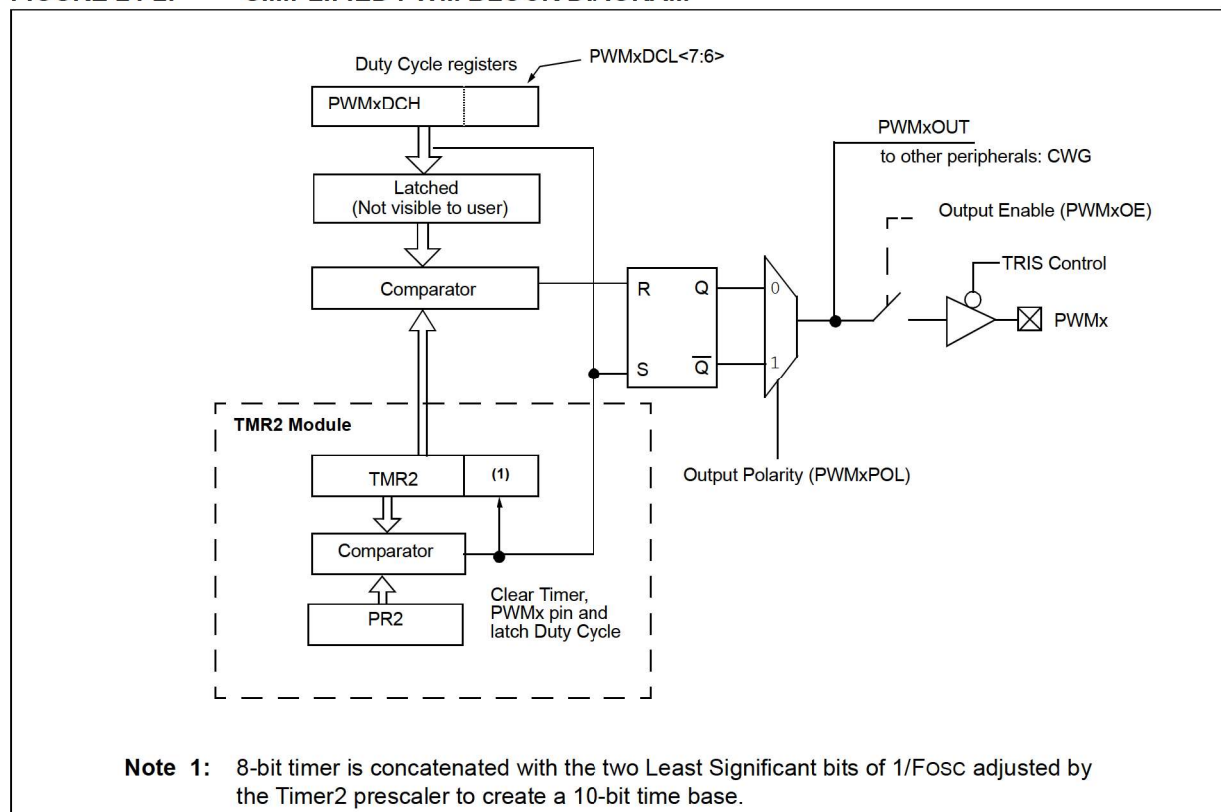 Duty Cycle registers
PWMxDCL<7:6>
PWMxDCH
Latched
(Not visible to user)
Comparator
R
Q
S
Q
0
1
PWMxOUT
to other peripherals: CWG
Output Enable (PWMxOE)
TRIS Control
PWMx
Output Polarity (PWMxPOL)
TMR2 Module
TMR2
(1)
Comparator
PR2
Clear Timer,
PWMx pin and
latch Duty Cycle
Note 1: 8-bit timer is concatenated with the two Least Significant bits of 1/FOSC adjusted by
the Timer2 prescaler to create a 10-bit time base.